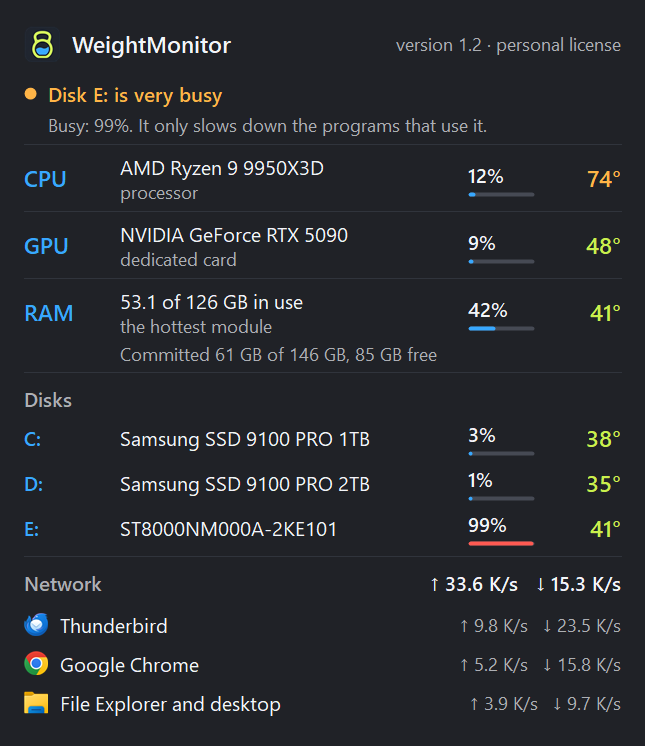 WeightMonitor
version 1.2 · personal license
Disk E: is very busy
Busy: 99%. It only slows down the programs that use it.
CPU
AMD Ryzen 9 9950X3D
processor
12%
74°
GPU
NVIDIA GeForce RTX 5090
dedicated card
9%
48°
RAM
53.1 of 126 GB in use
the hottest module
Committed 61 GB of 146 GB, 85 GB free
42%
41°
Disks
C: Samsung SSD 9100 PRO 1TB 3% 38°
D: Samsung SSD 9100 PRO 2TB 1% 35°
E: ST8000NM000A-2KE101 99% 41°
Network ↑ 33.6 K/s ↓ 15.3 K/s
Thunderbird ↑ 9.8 K/s ↓ 23.5 K/s
Google Chrome ↑ 5.2 K/s ↓ 15.8 K/s
File Explorer and desktop ↑ 3.9 K/s ↓ 9.7 K/s